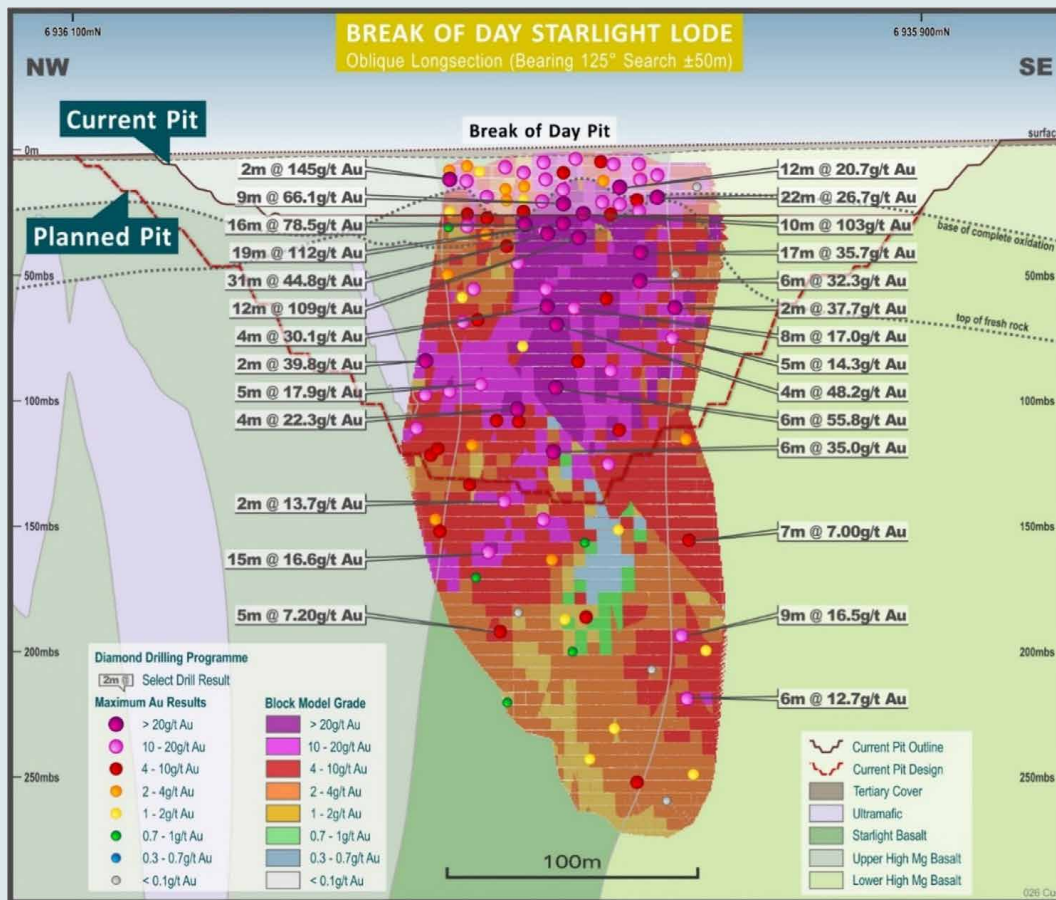 6 936 100mN
BREAK OF DAY STARLIGHT LODE
6 935 900mN
Oblique Longsection (Bearing 125° Search ±50m)
NW
SE
Current Pit
Break of Day Pit
0m
2m @ 145g/t Au
12m @ 20.7g/t Au
9m @ 66.1g/t Au
22m @ 26.7g/t Au
16m @ 78.5g/t Au
10m @ 103g/t Au
base of complete oxidation
Planned Pit
19m @ 112g/t Au
17m @ 35.7g/t Au
50mbs
50mbs
31m @ 44.8g/t Au
6m @ 32.3g/t Au
12m @ 109g/t Au
2m @ 37.7g/t Au
top of fresh rock
4m @ 30.1g/t Au
8m @ 17.0g/t Au
2m @ 39.8g/t Au
5m @ 14.3g/t Au
5m @ 17.9g/t Au
4m @ 48.2g/t Au
100mbs
100mbs
4m @ 22.3g/t Au
6m @ 55.8g/t Au
6m @ 35.0g/t Au
2m @ 13.7g/t Au
150mbs
150mbs
7m @ 7.00g/t Au
15m @ 16.6g/t Au
5m @ 7.20g/t Au
9m @ 16.5g/t Au
200mbs
200mbs
6m @ 12.7g/t Au
250mbs
250mbs
Diamond Drilling Programme
2m @
Select Drill Result
Maximum Au Results
> 20g/t Au
10 - 20g/t Au
4 - 10g/t Au
2 - 4g/t Au
1 - 2g/t Au
0.7 - 1g/t Au
0.3 - 0.7g/t Au
< 0.1g/t Au
Block Model Grade
> 20g/t Au
10 - 20g/t Au
4 - 10g/t Au
2 - 4g/t Au
1 - 2g/t Au
0.7 - 1g/t Au
0.3 - 0.7g/t Au
< 0.1g/t Au
100m
Current Pit Outline
Current Pit Design
Tertiary Cover
Ultramafic
Starlight Basalt
Upper High Mg Basalt
Lower High Mg Basalt